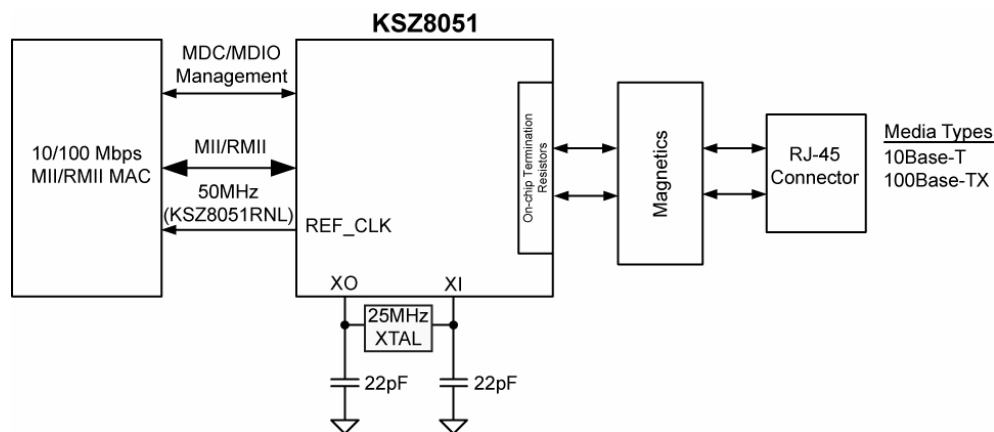 KSZ8051
MDC/MDIO
Management
10/100 Mbps
MII/RMII MAC
MII/RMII
50MHz
(KSZ8051RNL)
REF_CLK
On-chip Termination
Resistors
Magnetics
RJ-45
Connector
Media Types
10Base-T
100Base-TX
XO
XI
25MHz
XTAL
22pF
22pF